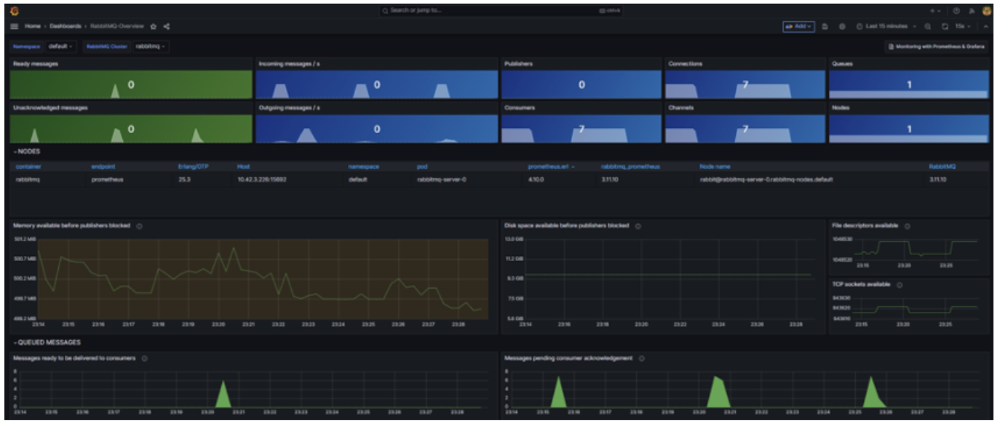 Search or jump to... ctrl+k
Home › Dashboards › RabbitMQ-Overview Add Last 15 minutes 15s
Namespace default RabbitMQ Cluster rabbitmq Monitoring with Prometheus & Grafana
Ready messages Incoming messages / s Publishers Connections Queues
0 0 0 7 1
Unacknowledged messages Outgoing messages / s Consumers Channels Nodes
0 0 7 7 1
NODES
container endpoint Erlang/OTP Host namespace pod prometheus.erl rabbitmq_prometheus Node name RabbitMQ
rabbitmq prometheus 25.3 10.42.3.226:15692 default rabbitmq-server-0 4.10.0 3.11.10 rabbit@rabbitmq-server-0.rabbitmq-nodes.default 3.11.10
Memory available before publishers blocked Disk space available before publishers blocked File descriptors available
501.2 MiB 13.0 GiB 1048530
500.7 MiB 11.2 GiB 1048520
500.2 MiB 9.3 GiB 23:15 23:20 23:25
499.7 MiB 7.5 GiB TCP sockets available
499.2 MiB 5.6 GiB 943630
943620
943610
23:14 23:15 23:16 23:17 23:18 23:19 23:20 23:21 23:22 23:23 23:24 23:25 23:26 23:27 23:28 23:14 23:16 23:18 23:20 23:22 23:24 23:26 23:28 23:15 23:20 23:25
QUEUED MESSAGES
Messages ready to be delivered to consumers Messages pending consumer acknowledgement
8 8
6 6
4 4
2 2
0 0
23:14 23:15 23:16 23:17 23:18 23:19 23:20 23:21 23:22 23:23 23:24 23:25 23:26 23:27 23:28 23:14 23:15 23:16 23:17 23:18 23:19 23:20 23:21 23:22 23:23 23:24 23:25 23:26 23:27 23:28